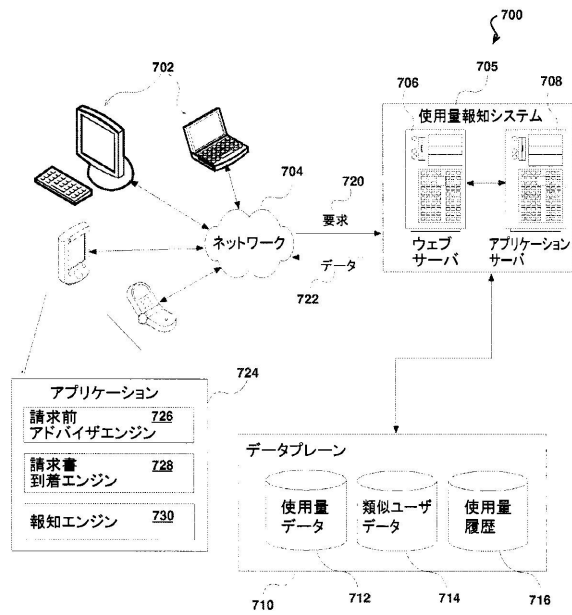 700
702
704
720
要求
ネットワーク
データ
722
705
706
708
使用量報知システム
ウェブ
サーバ
アプリケーション
サーバ
724
アプリケーション
請求前 726
アドバイザエンジン
請求書 728
到着エンジン
報知エンジン 730
データプレーン
使用量
データ
類似ユーザ
データ
使用量
履歴
710
712
714
716